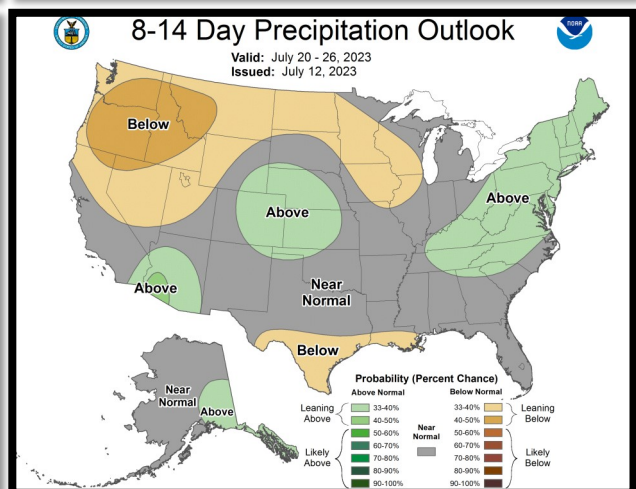 8-14 Day Precipitation Outlook
NOAA
Valid: July 20 - 26, 2023
Issued: July 12, 2023
Below
Above
Above
Above
Near
Normal
Below
Near
Normal
Above
Probability (Percent Chance)
Above Normal
Below Normal
Leaning
Above
33-40%
40-50%
Likely
Above
50-60%
60-70%
70-80%
80-90%
90-100%
Near
Normal
33-40%
40-50%
Leaning
Below
50-60%
60-70%
70-80%
80-90%
90-100%
Likely
Below